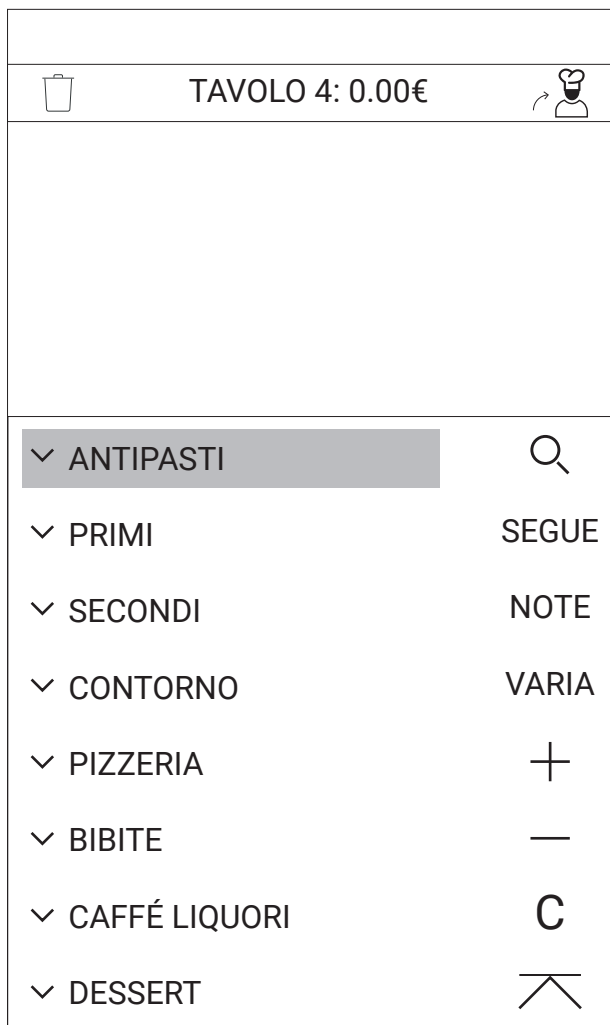 TAVOLO 4: 0.00€
ANTIPASTI
PRIMI
SEGUE
SECONDI
NOTE
CONTORNO
VARIA
PIZZERIA
+
BIBITE
−
CAFFÉ LIQUORI
C
DESSERT